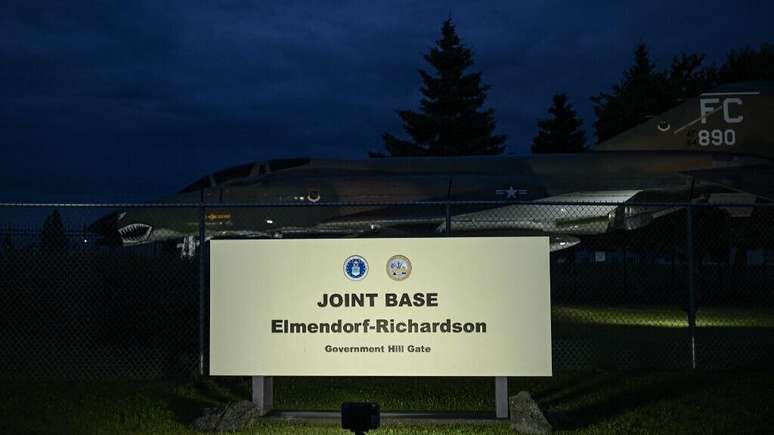 FC
890
JOINT BASE
Elmendorf-Richardson
Government Hill Gate